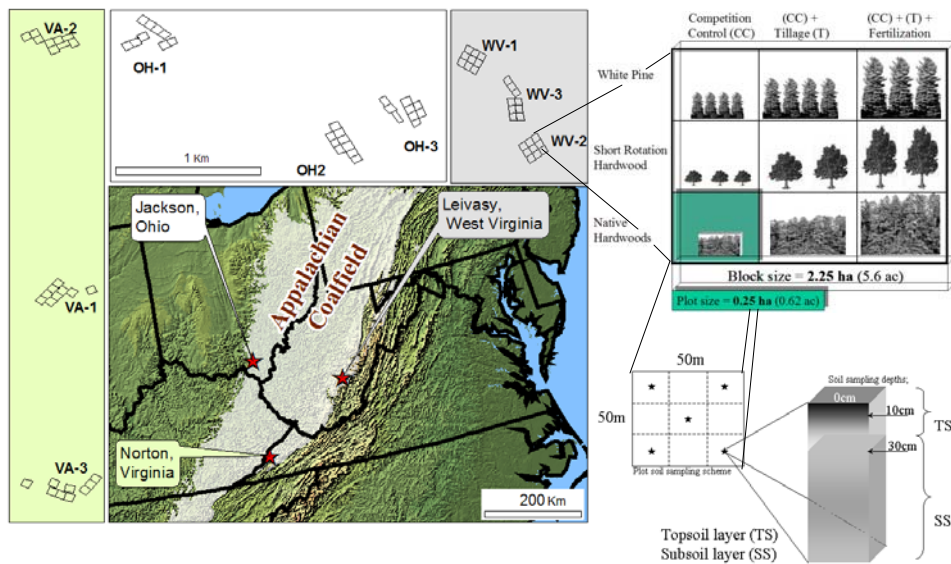 VA-2
VA-1
VA-3
OH-1
OH2
OH-3
1 Km
WV-1
WV-3
WV-2
Jackson,
Ohio
Leivasy,
West Virginia
Appalachian
Coalfield
Norton,
Virginia
200 Km
Competition
Control (CC)
(CC) +
Tillage (T)
(CC) + (T) +
Fertilization
White Pine
Short Rotation
Hardwood
Native
Hardwoods
Block size = 2.25 ha (5.6 ac)
Plot size = 0.25 ha (0.62 ac)
50m
50m
Plot soil sampling scheme
Soil sampling depths;
0cm
10cm
30cm
TS
SS
Topsoil layer (TS)
Subsoil layer (SS)